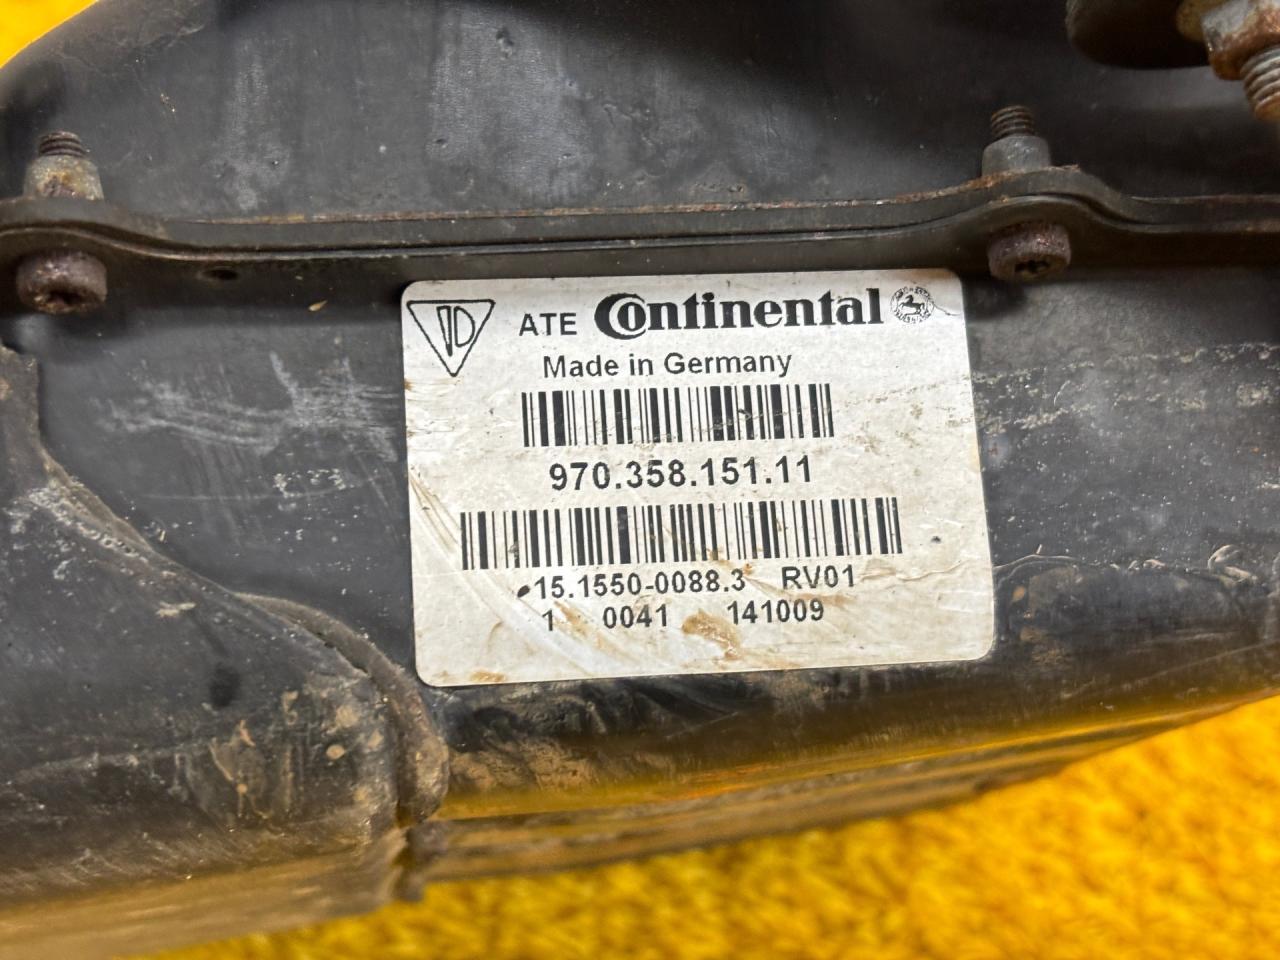 ATE Continental
Made in Germany
970.358.151.11
15.1550-0088.3 RV01
1 0041 141009